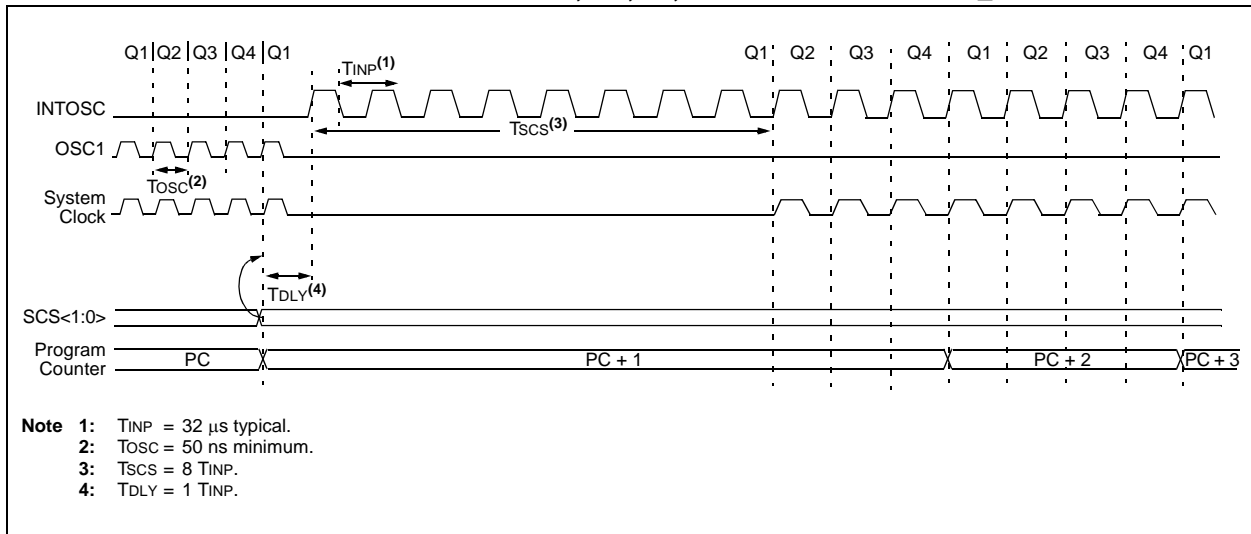 Q1 Q2 Q3 Q4 Q1 Q1 Q2 Q3 Q4 Q1 Q2 Q3 Q4 Q1
TINP(1)
INTOSC
TSCS(3)
OSC1
TOSC(2)
System
Clock
TDLY(4)
SCS<1:0>
Program
Counter
PC PC + 1 PC + 2 PC + 3
Note 1: TINP = 32 μs typical.
2: TOSC = 50 ns minimum.
3: TSCS = 8 TINP.
4: TDLY = 1 TINP.